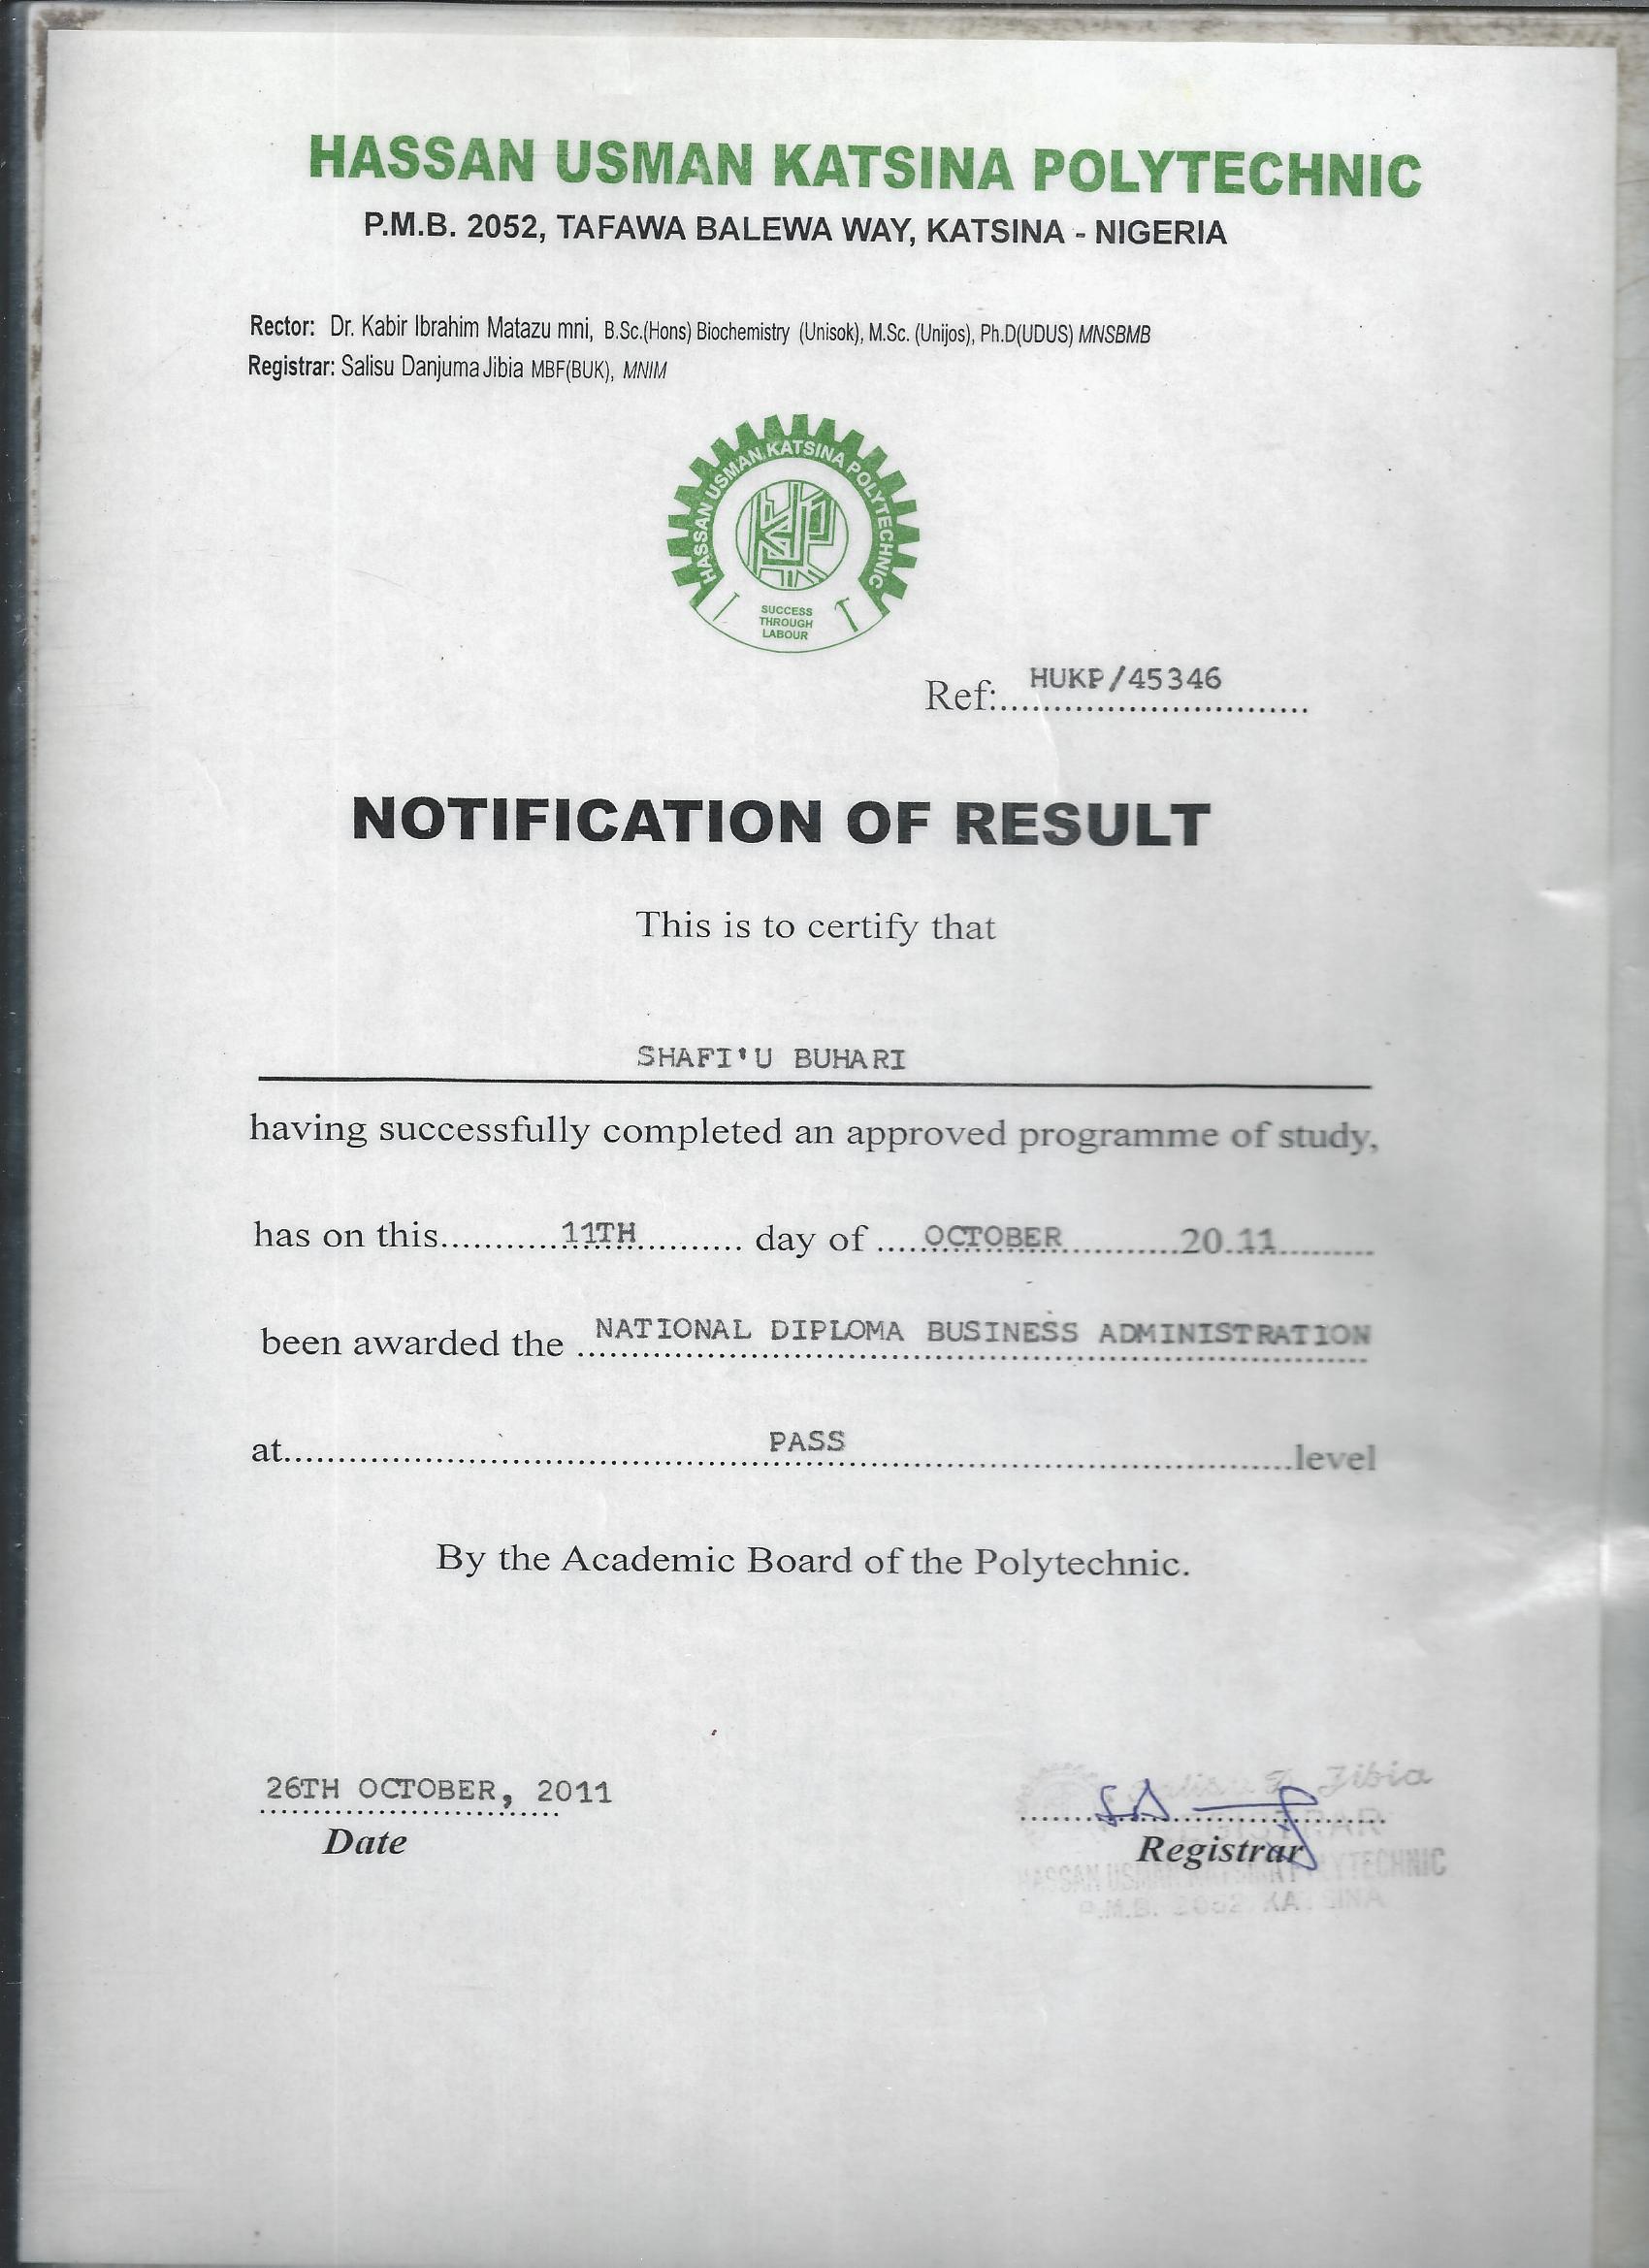 HASSAN USMAN KATSINA POLYTECHNIC
P.M.B. 2052, TAFAWA BALEWA WAY, KATSINA - NIGERIA
Rector: Dr. Kabir Ibrahim Matazu mni, B.Sc.(Hons) Biochemistry (Unisok), M.Sc. (Unijos), Ph.D(UDUS) MNSBMB
Registrar: Salisu Danjuma Jibia MBF(BUK), MNIM
HASSAN USMAN KATSINA POLYTECHNIC
SUCCESS
THROUGH
LABOUR
Ref:..............................
HUKP/45346
NOTIFICATION OF RESULT
This is to certify that
SHAFI'U BUHARI
having successfully completed an approved programme of study,
has on this...........11TH.......... day of .....OCTOBER...........20.11.........
been awarded the NATIONAL DIPLOMA BUSINESS ADMINISTRATION
at..........PASS..........level
By the Academic Board of the Polytechnic.
26TH OCTOBER, 2011
Date
Jibia
Registrar
HASSAN USMAN KATSINA POLYTECHNIC
P.M.B. 2052 KATSINA